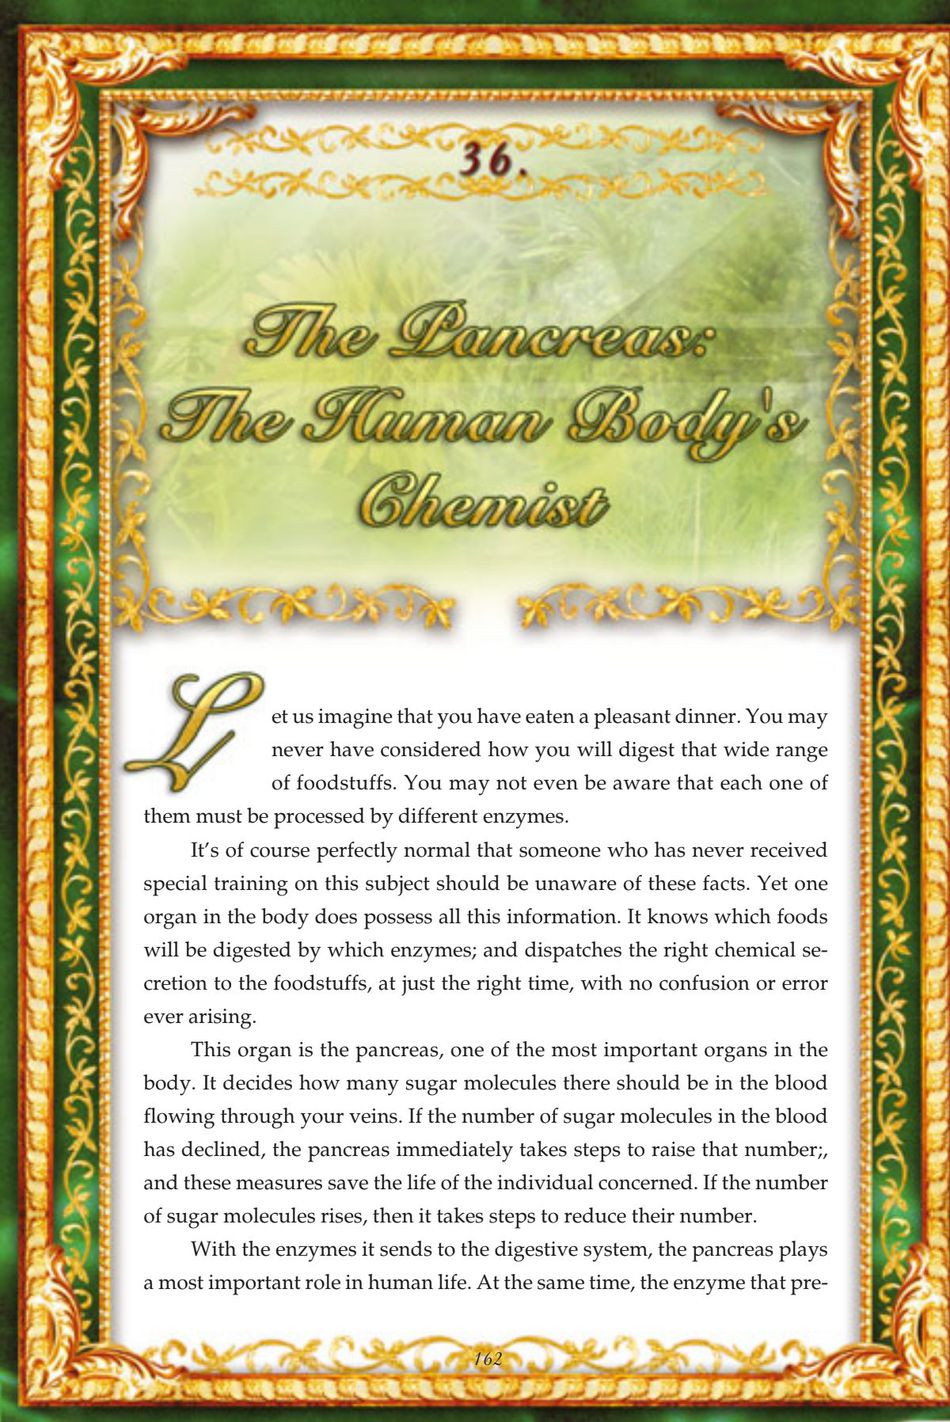 36.
The Pancreas:
The Human Body's
Chemist
Let us imagine that you have eaten a pleasant dinner. You may
never have considered how you will digest that wide range
of foodstuffs. You may not even be aware that each one of
them must be processed by different enzymes.
It’s of course perfectly normal that someone who has never received
special training on this subject should be unaware of these facts. Yet one
organ in the body does possess all this information. It knows which foods
will be digested by which enzymes; and dispatches the right chemical se-
cretion to the foodstuffs, at just the right time, with no confusion or error
ever arising.
This organ is the pancreas, one of the most important organs in the
body. It decides how many sugar molecules there should be in the blood
flowing through your veins. If the number of sugar molecules in the blood
has declined, the pancreas immediately takes steps to raise that number;,
and these measures save the life of the individual concerned. If the number
of sugar molecules rises, then it takes steps to reduce their number.
With the enzymes it sends to the digestive system, the pancreas plays
a most important role in human life. At the same time, the enzyme that pre-
162